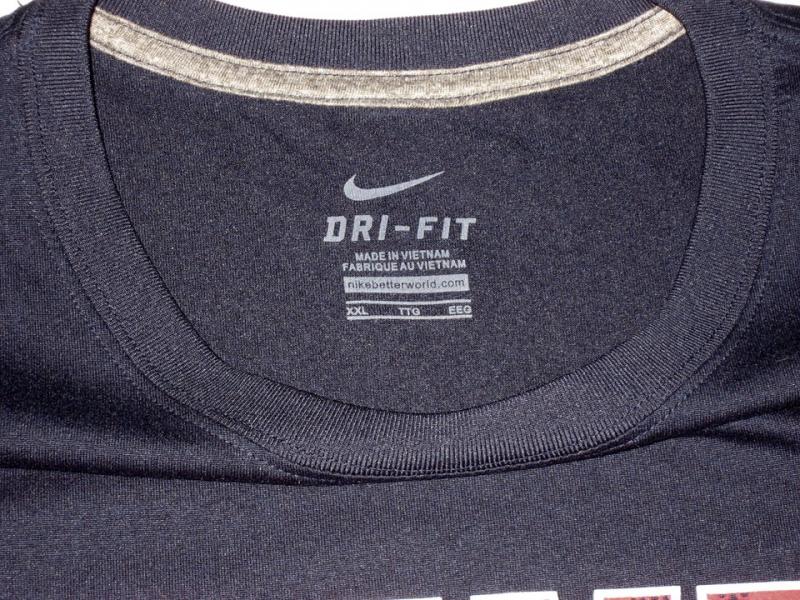 DRI-FIT
MADE IN VIETNAM
FABRIQUE AU VIETNAM
nikebetterworld.com
XXL TTG EEG